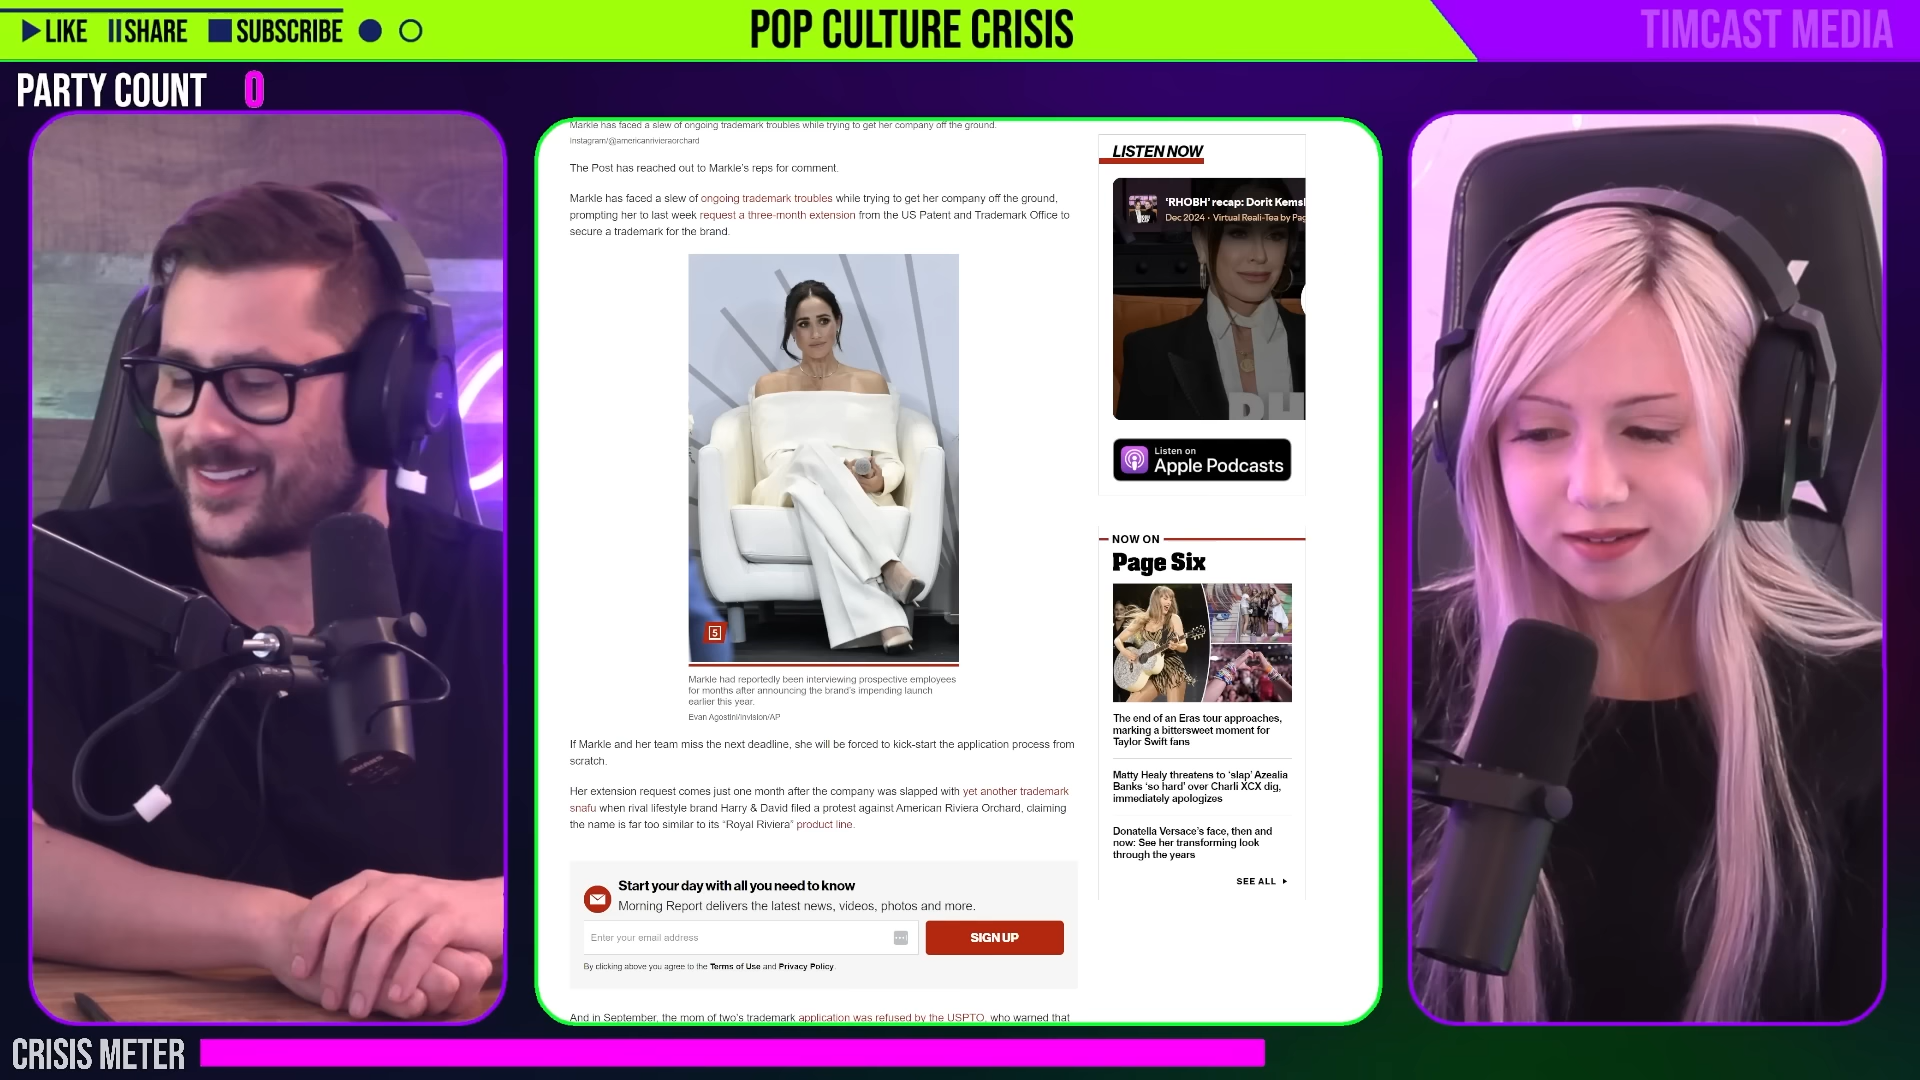 LIKE SHARE SUBSCRIBE
POP CULTURE CRISIS
TIMCAST MEDIA
PARTY COUNT 0
Markle has faced a slew of ongoing trademark troubles while trying to get her company off the ground.
Instagram/@americanrivieraorchard
The Post has reached out to Markle's reps for comment.
Markle has faced a slew of ongoing trademark troubles while trying to get her company off the ground,
prompting her to last week request a three-month extension from the US Patent and Trademark Office to
secure a trademark for the brand.
5
Markle had reportedly been interviewing prospective employees
for months after announcing the brand's impending launch
earlier this year.
Evan Agostini/Invision/AP
If Markle and her team miss the next deadline, she will be forced to kick-start the application process from
scratch.
Her extension request comes just one month after the company was slapped with yet another trademark
snafu when rival lifestyle brand Harry & David filed a protest against American Riviera Orchard, claiming
the name is far too similar to its “Royal Riviera” product line.
Start your day with all you need to know
Morning Report delivers the latest news, videos, photos and more.
Enter your email address
SIGN UP
By clicking above you agree to the Terms of Use and Privacy Policy.
And in September, the mom of two's trademark application was refused by the USPTO, who warned that
LISTEN NOW
'RHOBH' recap: Dorit Kemsl
Dec 2024 · Virtual Reali-Tea by Pag
RH
Listen on
Apple Podcasts
NOW ON
Page Six
The end of an Eras tour approaches,
marking a bittersweet moment for
Taylor Swift fans
Matty Healy threatens to 'slap' Azealia
Banks 'so hard' over Charli XCX dig,
immediately apologizes
Donatella Versace's face, then and
now: See her transforming look
through the years
SEE ALL
CRISIS METER